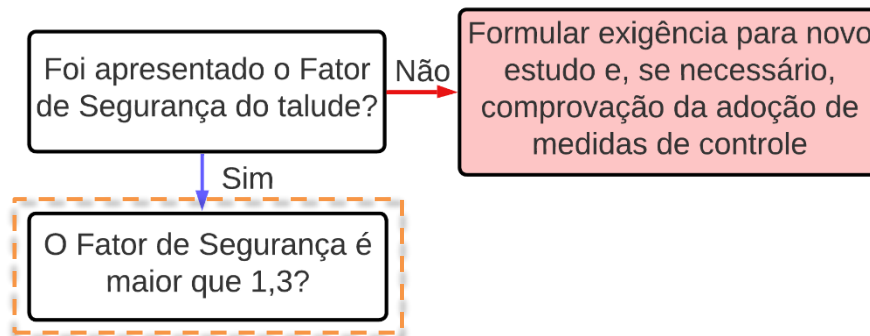 Foi apresentado o Fator
de Segurança do talude?
Não
Formular exigência para novo
estudo e, se necessário,
comprovação da adoção de
medidas de controle
Sim
O Fator de Segurança é
maior que 1,3?